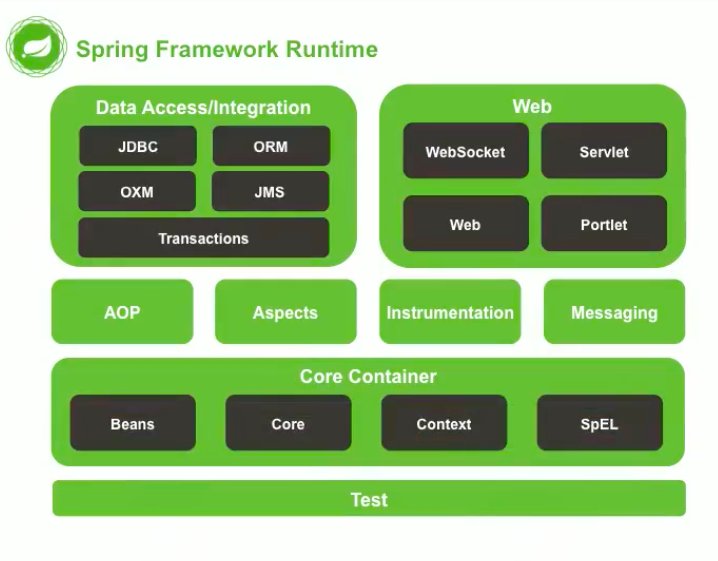 Spring Framework Runtime
Data Access/Integration
JDBC
ORM
OXM
JMS
Transactions
Web
WebSocket
Servlet
Web
Portlet
AOP
Aspects
Instrumentation
Messaging
Core Container
Beans
Core
Context
SpEL
Test